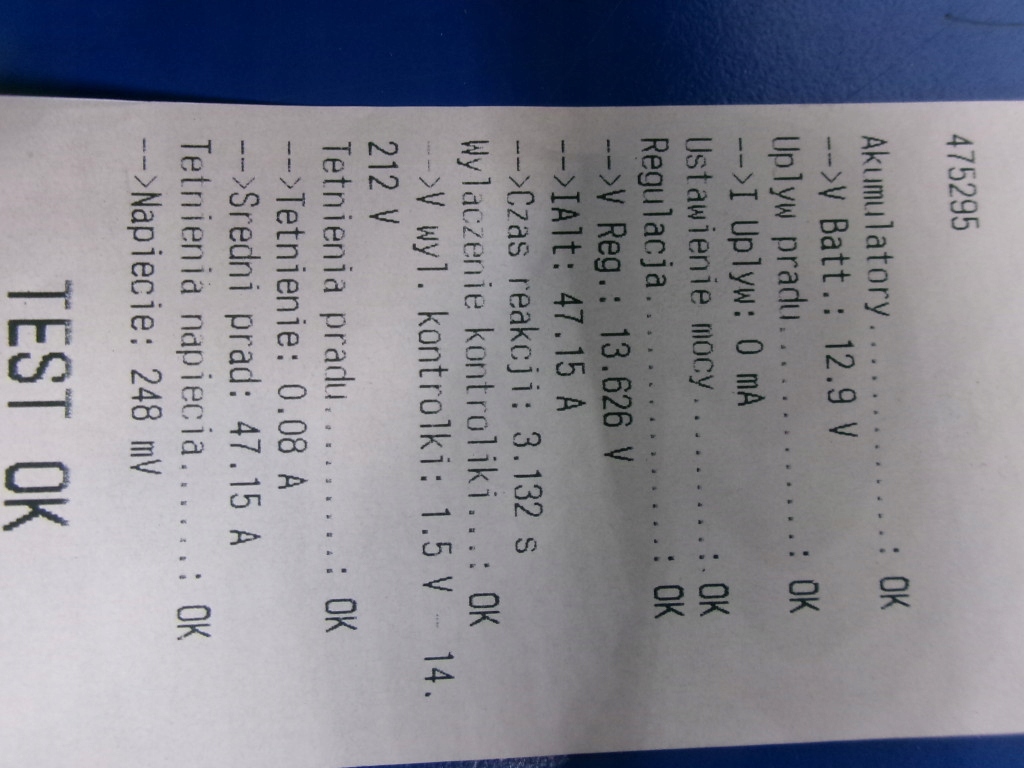 475295
Akumulatory............: OK
-->V Batt.: 12.9 V
Uplyw pradu............: OK
-->I Uplyw: 0 mA
Ustawienie mocy........: OK
Regulacja..............: OK
-->V Reg.: 13.626 V
-->IAlt: 47.15 A
-->Czas reakcji: 3.132 s
Wylaczenie kontroliki..: OK
-->V wyl. kontrolki: 1.5 V - 14.
212 V
Tetnienia pradu........: OK
-->Tetnienie: 0.08 A
-->Sredni prad: 47.15 A
Tetnienia napiecia.....: OK
-->Napiecie: 248 mV
TEST OK